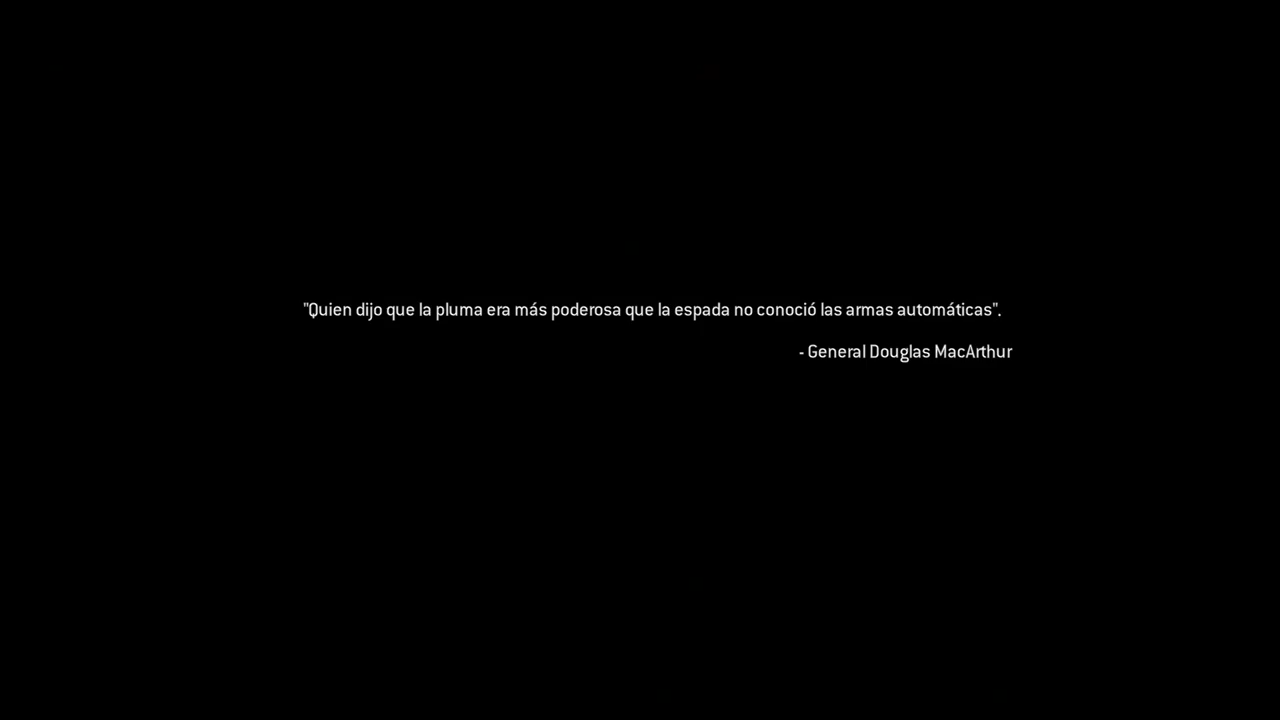 "Quien dijo que la pluma era más poderosa que la espada no conoció las armas automáticas".
- General Douglas MacArthur